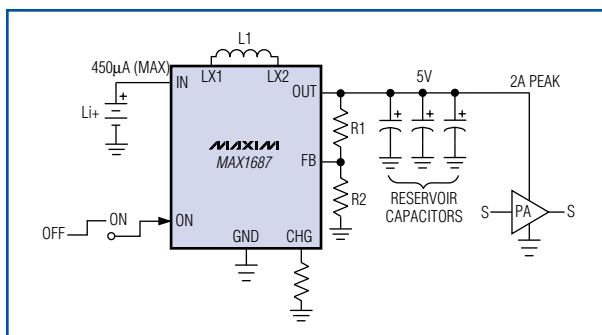 L1
450µA (MAX)
LX1 LX2
IN
OUT
5V
2A PEAK
Li+
R1
MAXIM
MAX1687
FB
R2
RESERVOIR
CAPACITORS
S PA S
OFF ON
ON
GND CHG